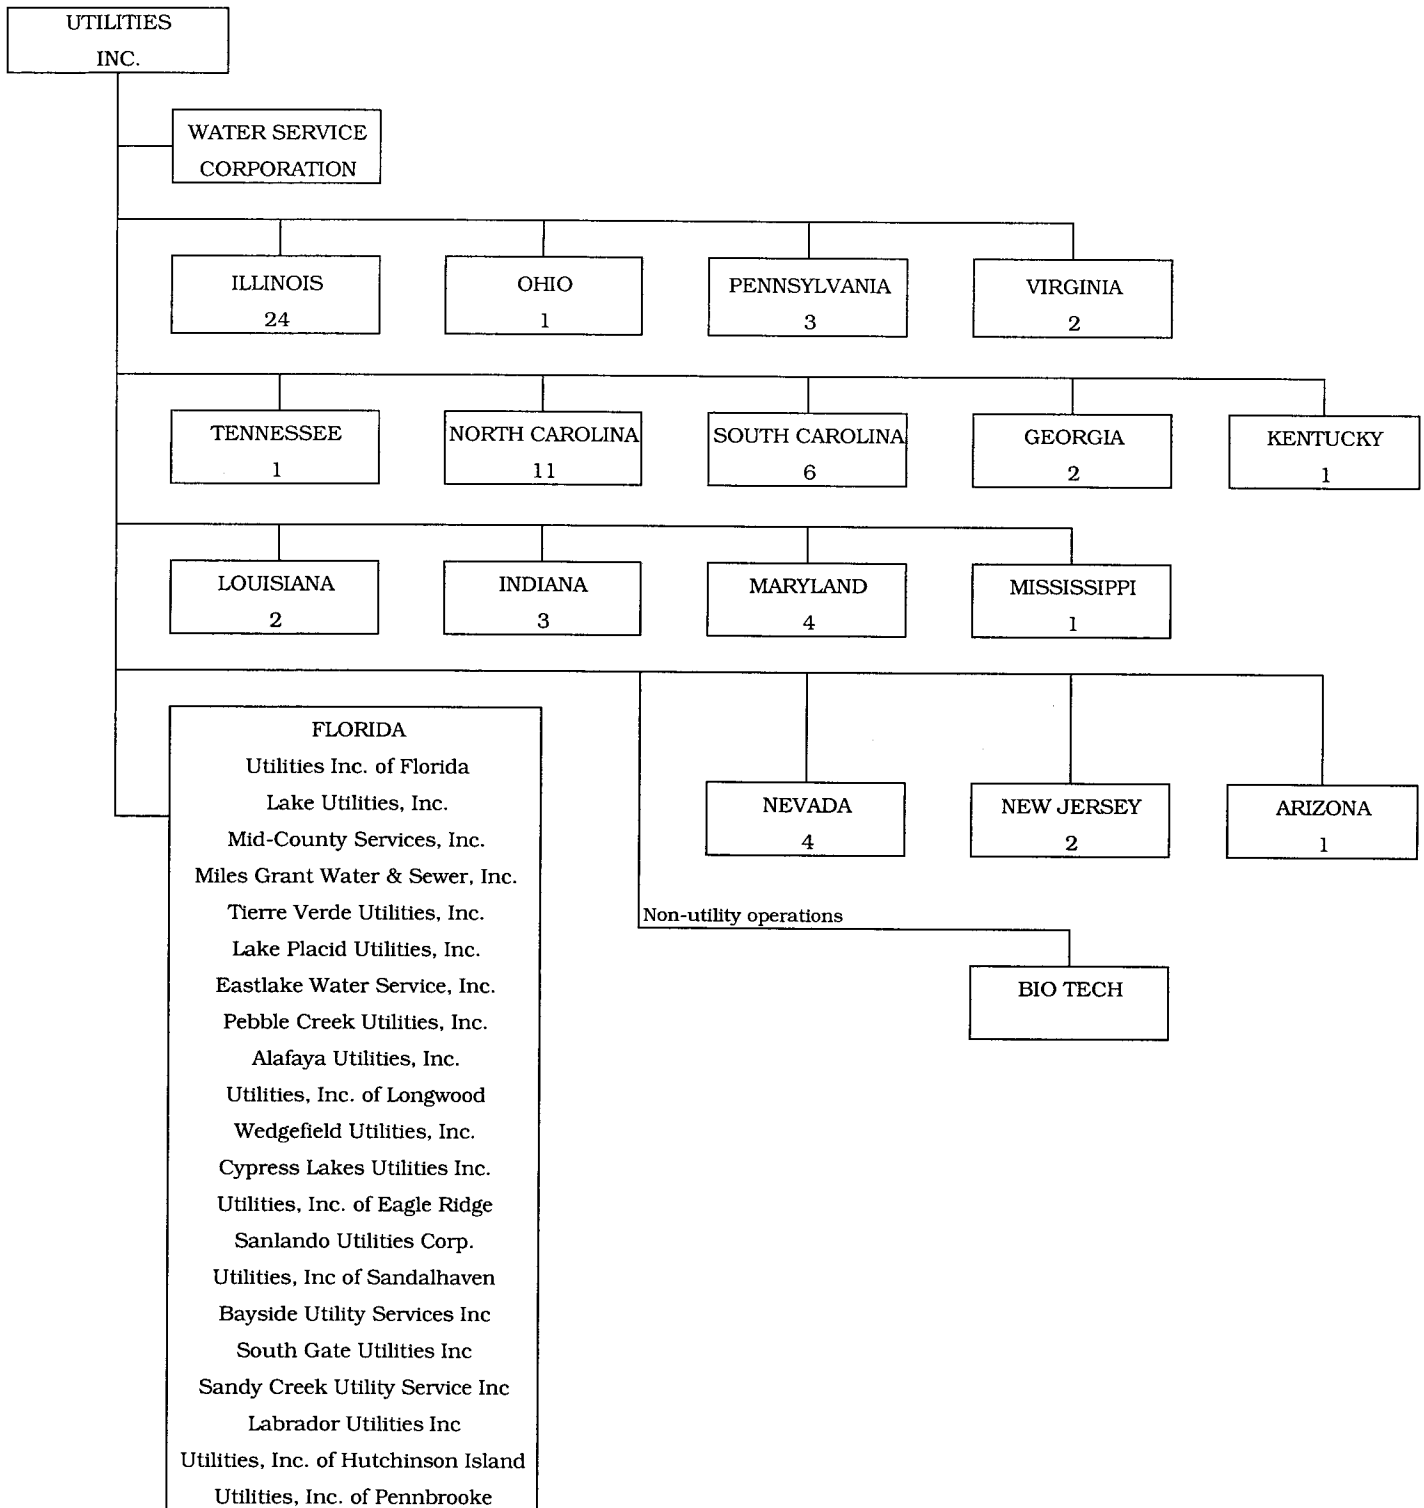 UTILITIES
INC.
WATER SERVICE
CORPORATION
ILLINOIS
24
OHIO
1
PENNSYLVANIA
3
VIRGINIA
2
TENNESSEE
1
NORTH CAROLINA
11
SOUTH CAROLINA
6
GEORGIA
2
KENTUCKY
1
LOUISIANA
2
INDIANA
3
MARYLAND
4
MISSISSIPPI
1
FLORIDA
Utilities Inc. of Florida
Lake Utilities, Inc.
Mid-County Services, Inc.
Miles Grant Water & Sewer, Inc.
Tierre Verde Utilities, Inc.
Lake Placid Utilities, Inc.
Eastlake Water Service, Inc.
Pebble Creek Utilities, Inc.
Alafaya Utilities, Inc.
Utilities, Inc. of Longwood
Wedgefield Utilities, Inc.
Cypress Lakes Utilities Inc.
Utilities, Inc. of Eagle Ridge
Sanlando Utilities Corp.
Utilities, Inc of Sandalhaven
Bayside Utility Services Inc
South Gate Utilities Inc
Sandy Creek Utility Service Inc
Labrador Utilities Inc
Utilities, Inc. of Hutchinson Island
Utilities, Inc. of Pennbrooke
NEVADA
4
NEW JERSEY
2
ARIZONA
1
Non-utility operations
BIO TECH